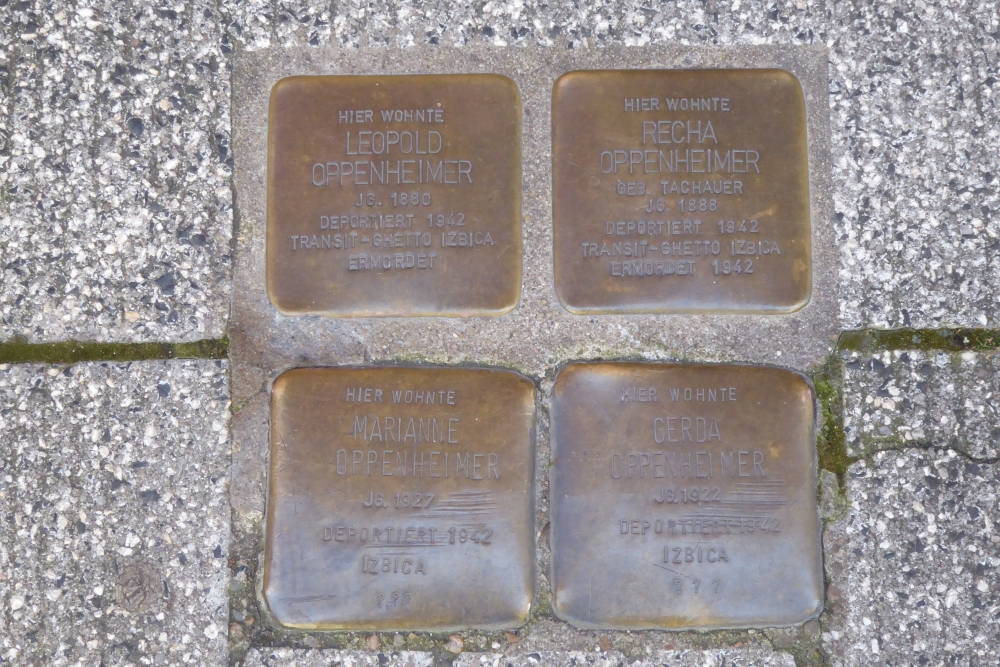 HIER WOHNTE
LEOPOLD
OPPENHEIMER
JG. 1880
DEPORTIERT 1942
TRANSIT-GHETTO IZBICA
ERMORDET
HIER WOHNTE
RECHA
OPPENHEIMER
GEB. TACHAUER
JG. 1888
DEPORTIERT 1942
TRANSIT-GHETTO IZBICA
ERMORDET 1942
HIER WOHNTE
MARIANNE
OPPENHEIMER
JG. 1927
DEPORTIERT 1942
IZBICA
???
HIER WOHNTE
GERDA
OPPENHEIMER
JG. 1922
DEPORTIERT 1942
IZBICA
? ? ?